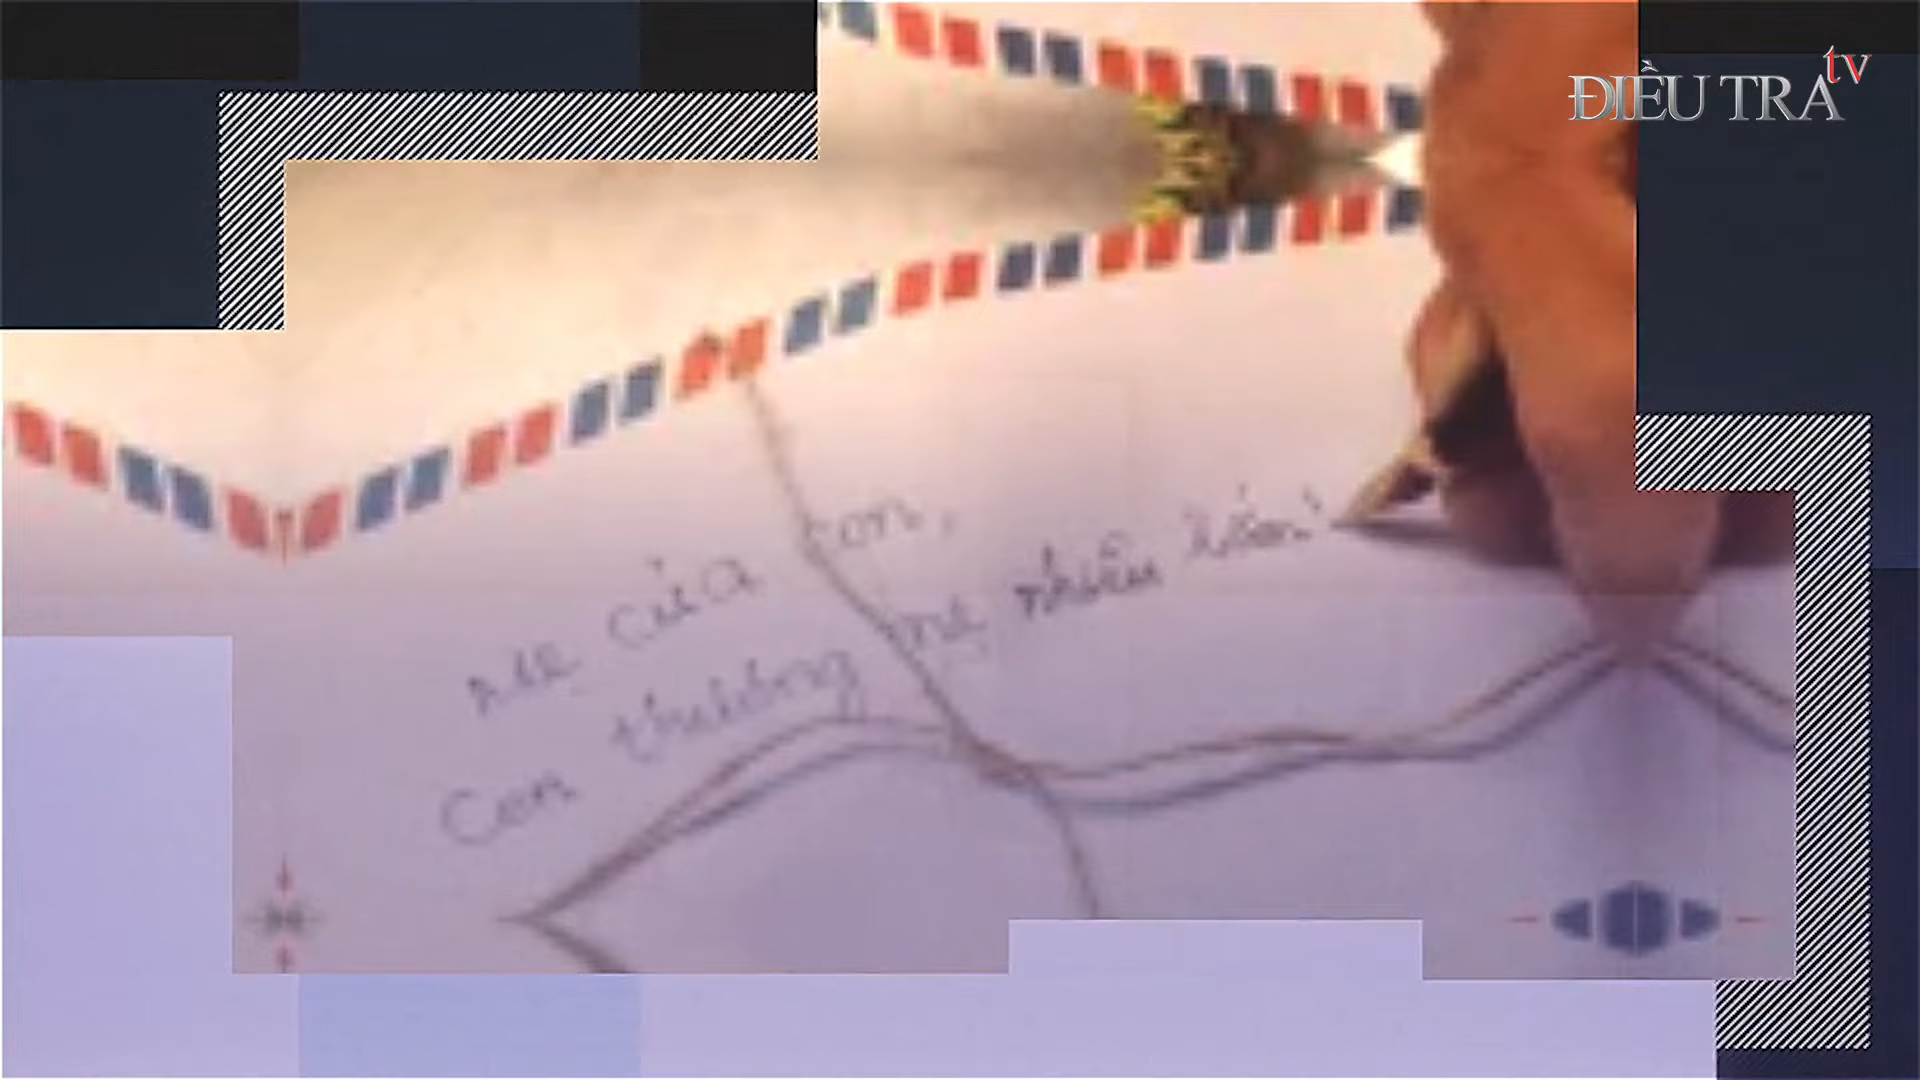 ĐIỀU TRA tv
Mẹ của con,
Con thương mẹ nhiều lắm!